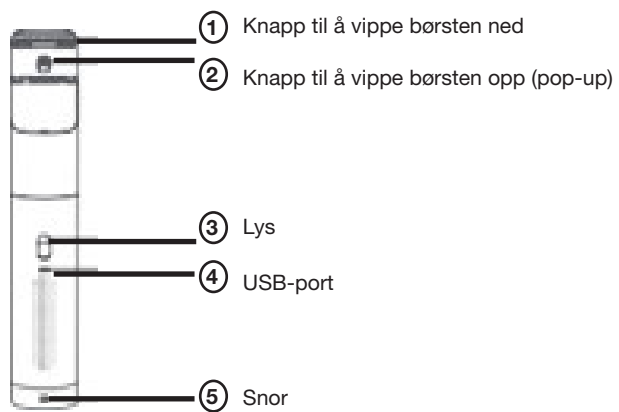 1 Knapp til å vippe børsten ned
2 Knapp til å vippe børsten opp (pop-up)
3 Lys
4 USB-port
5 Snor